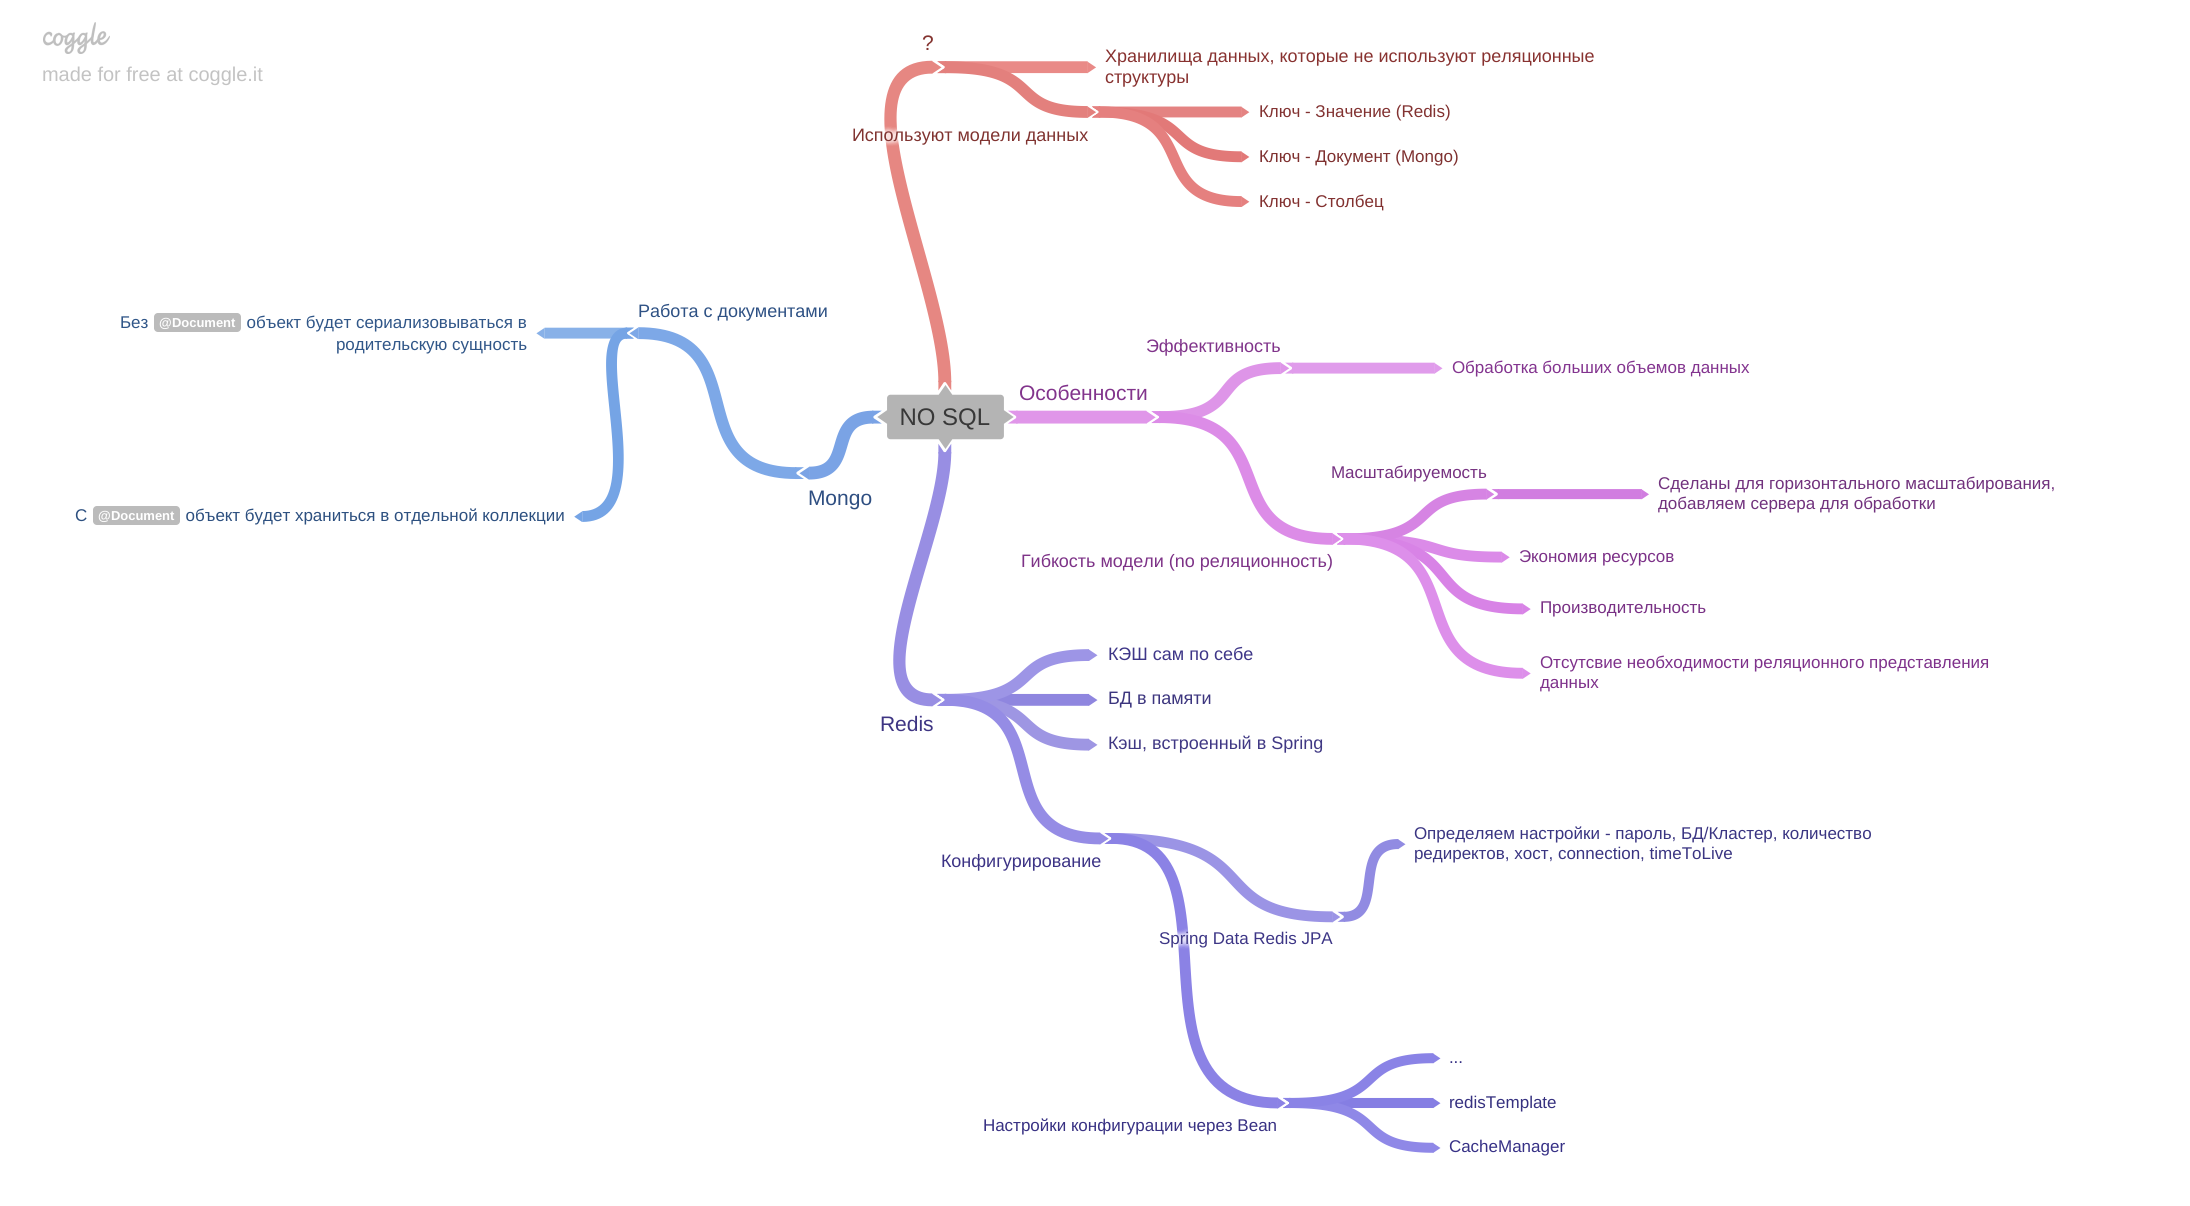 coggle
made for free at coggle.it
?
Хранилища данных, которые не используют реляционные
структуры
Используют модели данных
Ключ - Значение (Redis)
Ключ - Документ (Mongo)
Ключ - Столбец
Работа с документами
Без @Document объект будет сериализовываться в
родительскую сущность
С @Document объект будет храниться в отдельной коллекции
Mongo
NO SQL
Особенности
Эффективность
Обработка больших объемов данных
Гибкость модели (по реляционность)
Масштабируемость
Сделаны для горизонтального масштабирования,
добавляем сервера для обработки
Экономия ресурсов
Производительность
Отсутсвие необходимости реляционного представления
данных
Redis
КЭШ сам по себе
БД в памяти
Кэш, встроенный в Spring
Конфигурирование
Spring Data Redis JPA
Определяем настройки - пароль, БД/Кластер, количество
редиректов, хост, connection, timeToLive
Настройки конфигурации через Bean
...
redisTemplate
CacheManager